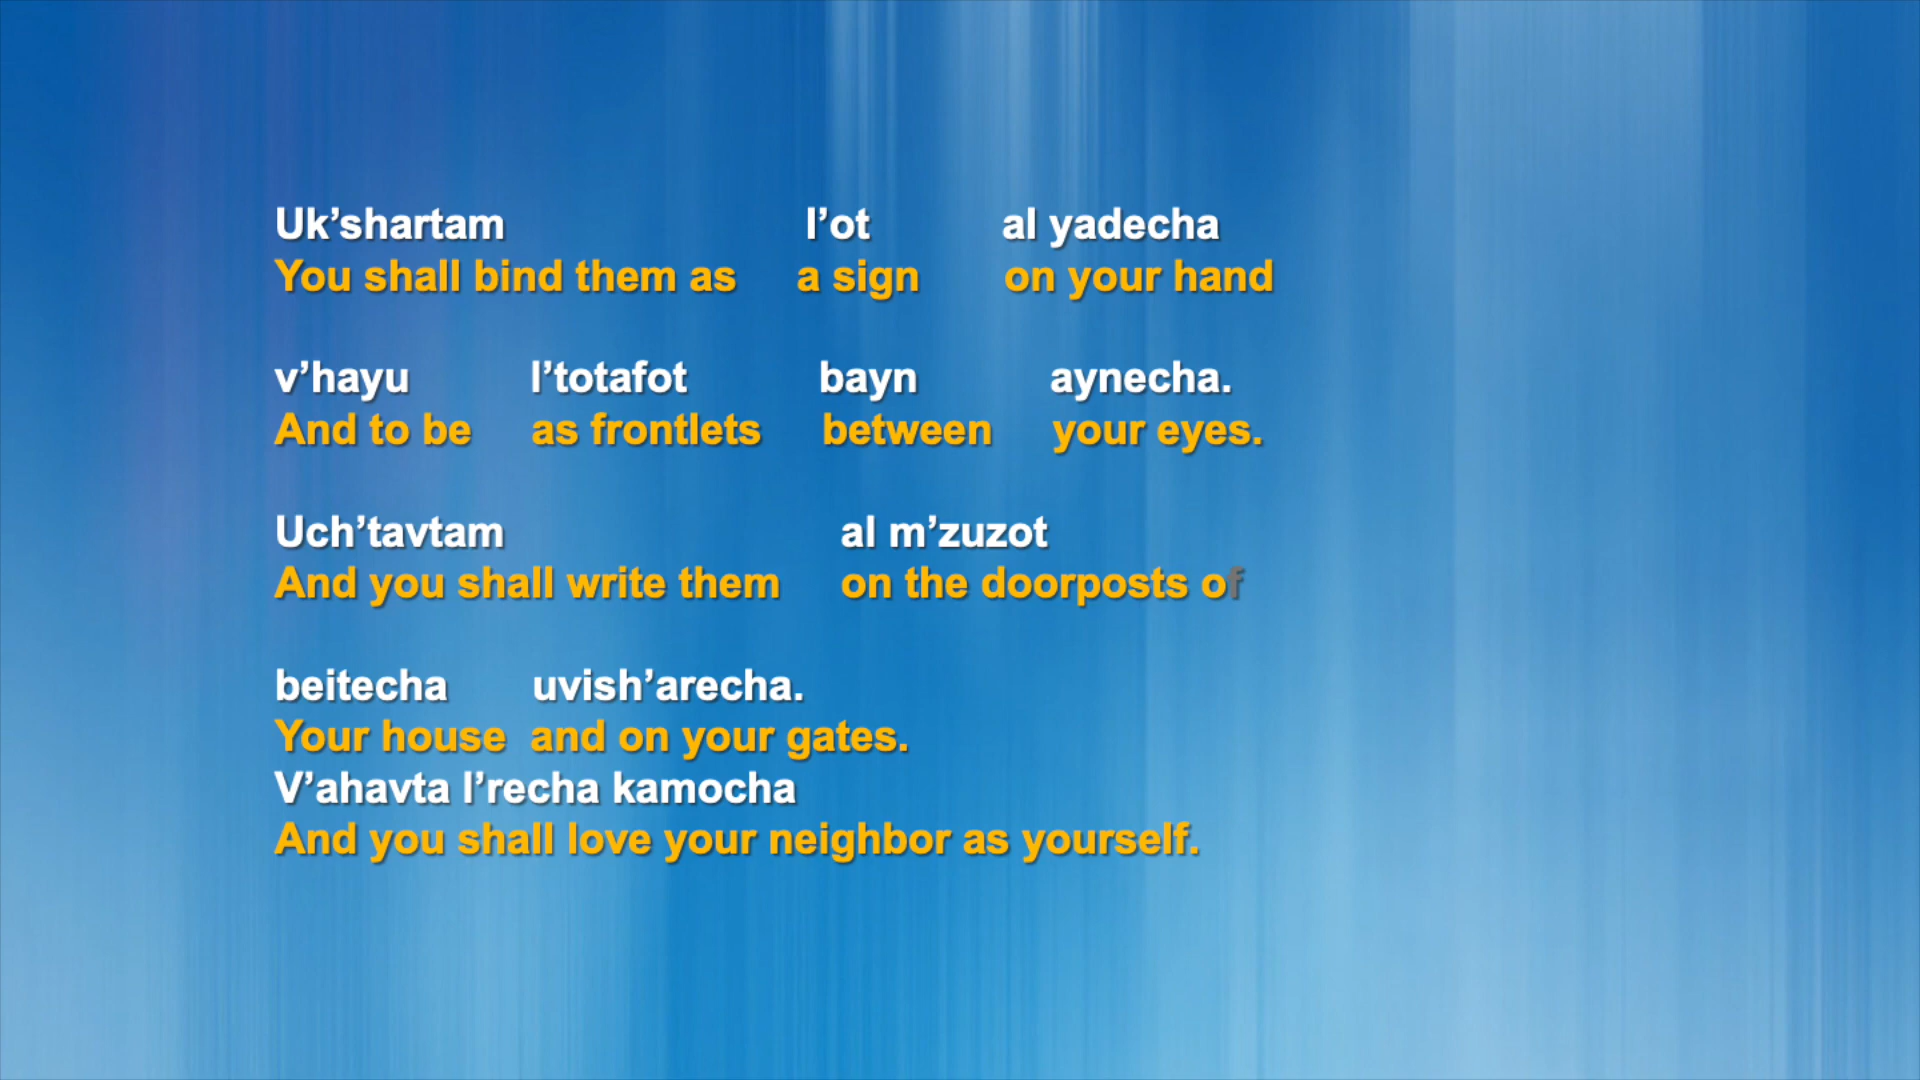 Uk’shartam l’ot al yadecha
You shall bind them as a sign on your hand
v’hayu l’totafot bayn aynecha.
And to be as frontlets between your eyes.
Uch’tavtam al m’zuzot
And you shall write them on the doorposts of
beitecha uvish’arecha.
Your house and on your gates.
V’ahavta l’recha kamocha
And you shall love your neighbor as yourself.